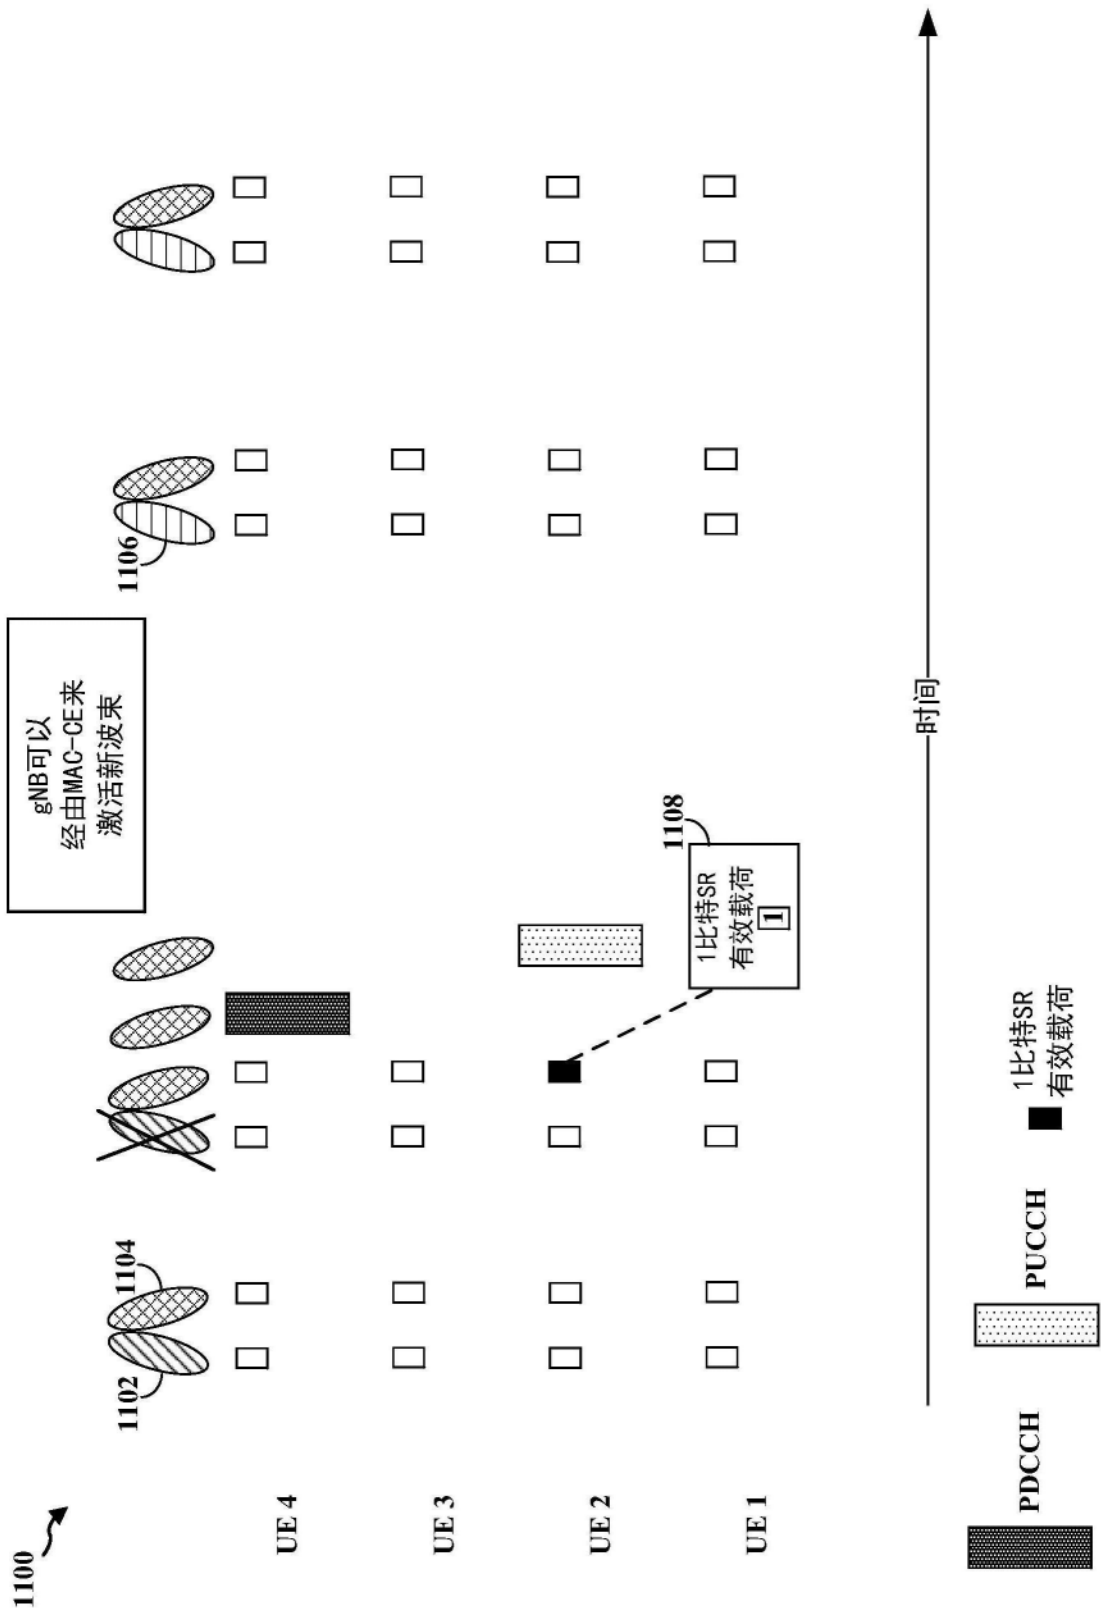 1100
gNB可以
经由MAC-CE来
激活新波束
1102
1104
1106
UE 4
UE 3
UE 2
UE 1
1108
1比特SR
有效载荷
1
时间
PDCCH
PUCCH
1比特SR
有效载荷